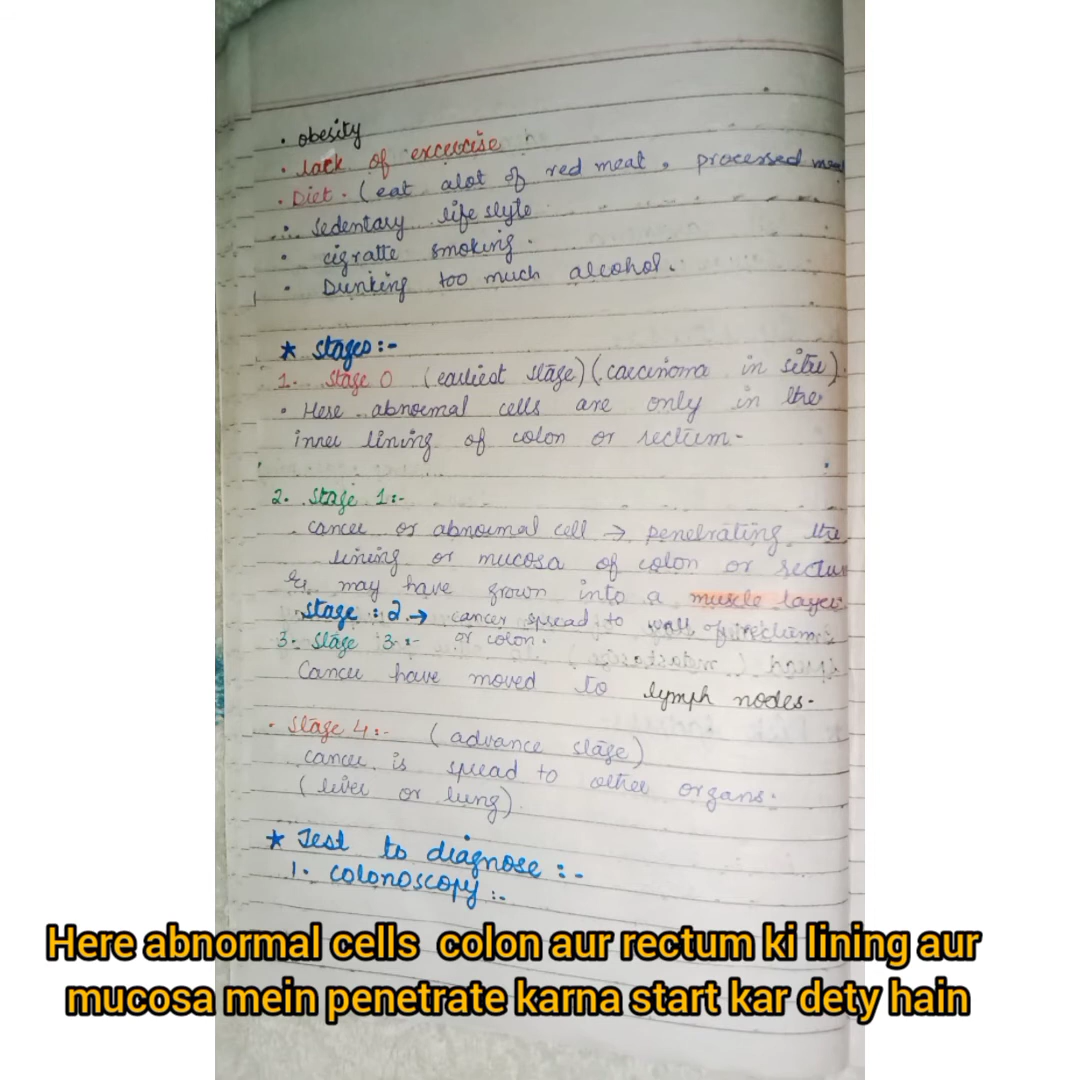 • obesity
• lack of excercise
• Diet. (eat alot of red meat, processed
• Sedentary life slyte
• cigratte smoking.
• Drinking too much alcohol.
★ stages:-
1. Stage 0 (earliest stage) (carcinoma in situ).
• Here abnormal cells are only in the
inner lining of colon or rectum-
2. Stage 1:-
cancer or abnormal cell → penetrating the
lining or mucosa of colon or rectum
& may have grown into a muscle layer
stage : 2 → cancer spread to wall of rectum
or colon.
3. Stage 3:-
Cancer have moved to lymph nodes.
• Stage 4:- (advance stage)
cancer is spread to other organs.
(liver or lung).
★ Test to diagnose :-
1. colonoscopy :-
Here abnormal cells colon aur rectum ki lining aur
mucosa mein penetrate karna start kar dety hain